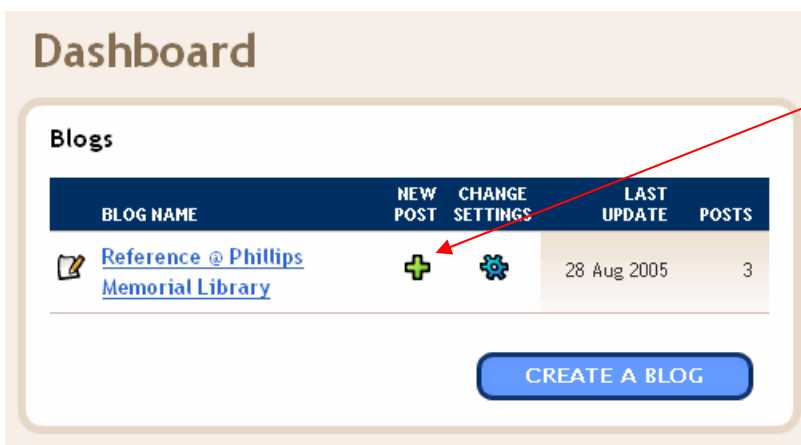 Dashboard
Blogs
NEW CHANGE LAST
BLOG NAME POST SETTINGS UPDATE POSTS
Reference @ Phillips
Memorial Library 28 Aug 2005 3
CREATE A BLOG